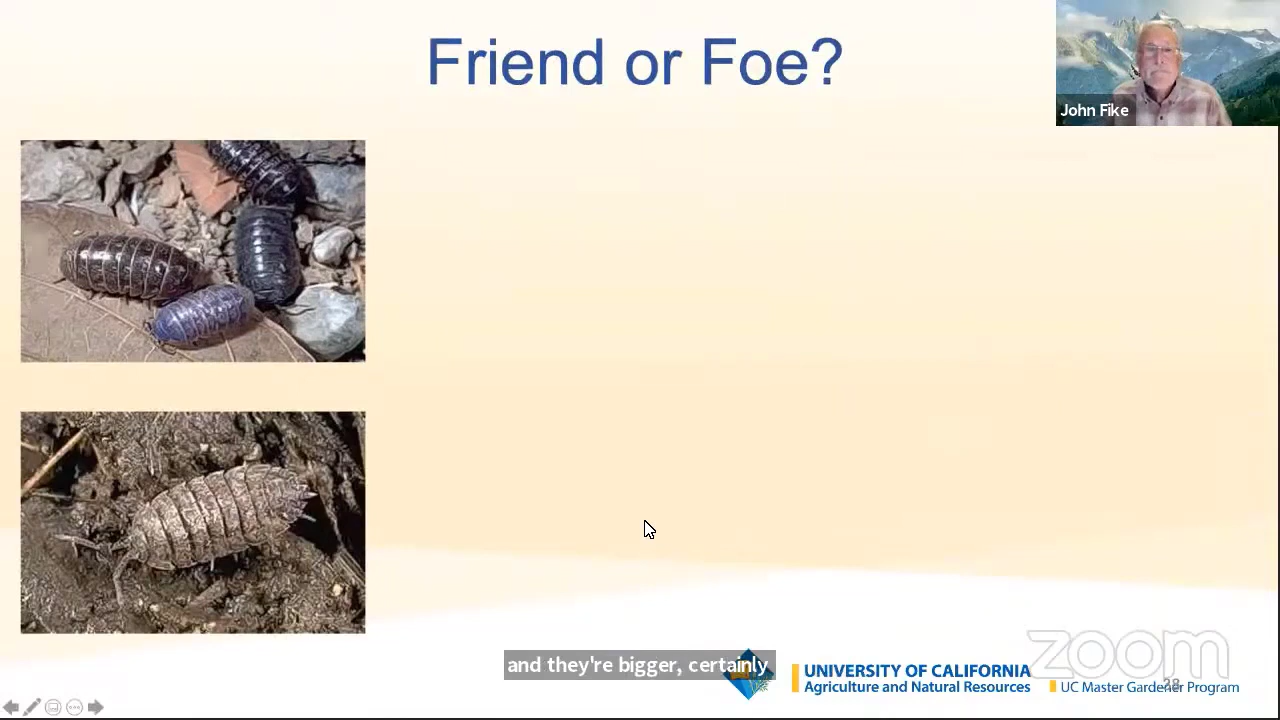 Friend or Foe?
John Fike
and they're bigger, certainly
zoom
UNIVERSITY OF CALIFORNIA
Agriculture and Natural Resources
UC Master Gardener Program
28